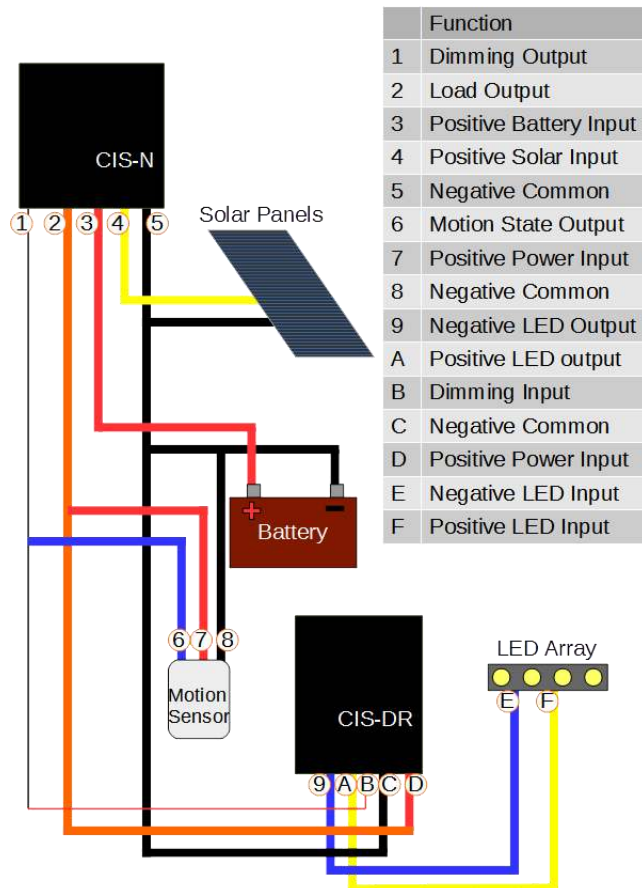 Function
1 Dimming Output
2 Load Output
3 Positive Battery Input
4 Positive Solar Input
5 Negative Common
6 Motion State Output
7 Positive Power Input
8 Negative Common
9 Negative LED Output
A Positive LED output
B Dimming Input
C Negative Common
D Positive Power Input
E Negative LED Input
F Positive LED Input
CIS-N
1 2 3 4 5
Solar Panels
+ -
Battery
6 7 8
Motion
Sensor
CIS-DR
9 A B C D
LED Array
E F